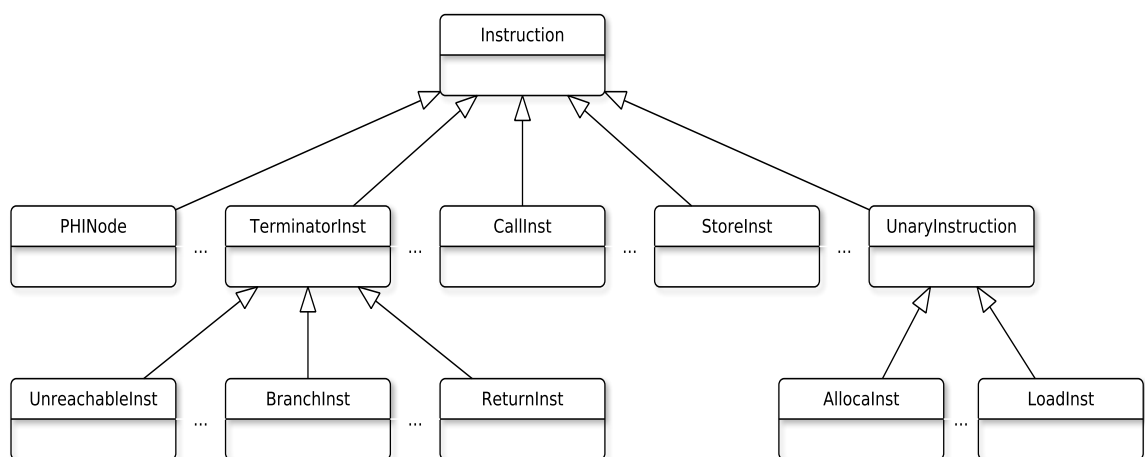 Instruction
PHINode ... TerminatorInst ... CallInst ... StoreInst ... UnaryInstruction
UnreachableInst ... BranchInst ... ReturnInst AllocaInst ... LoadInst